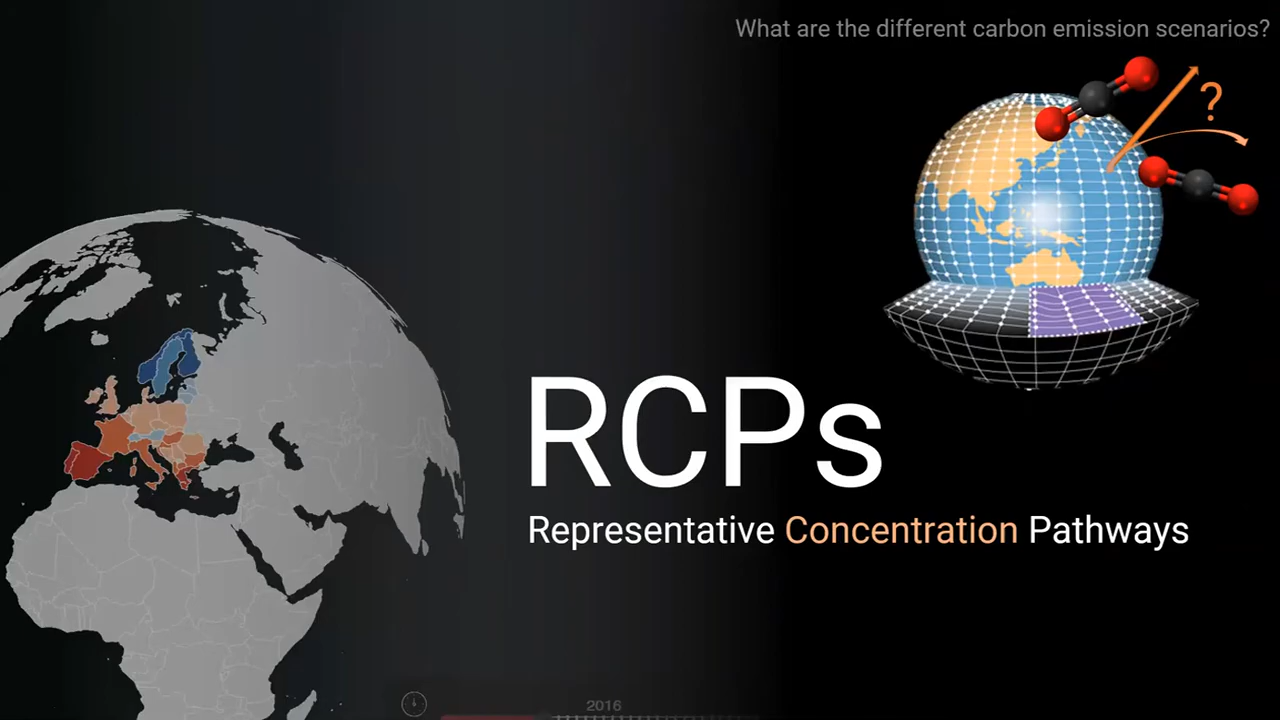 What are the different carbon emission scenarios?
?
RCPs
Representative Concentration Pathways
2016